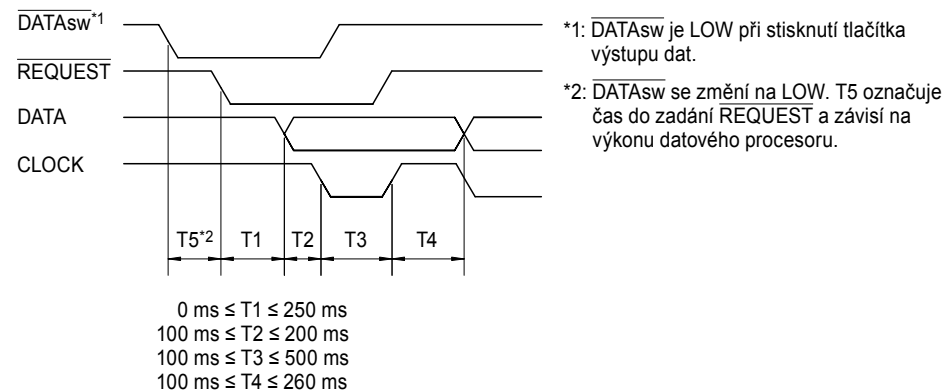 DATAsw*1
REQUEST
DATA
CLOCK
T5*2 T1 T2 T3 T4
0 ms ≤ T1 ≤ 250 ms
100 ms ≤ T2 ≤ 200 ms
100 ms ≤ T3 ≤ 500 ms
100 ms ≤ T4 ≤ 260 ms
*1: DATAsw je LOW při stisknutí tlačítka
výstupu dat.
*2: DATAsw se změní na LOW. T5 označuje
čas do zadání REQUEST a závisí na
výkonu datového procesoru.